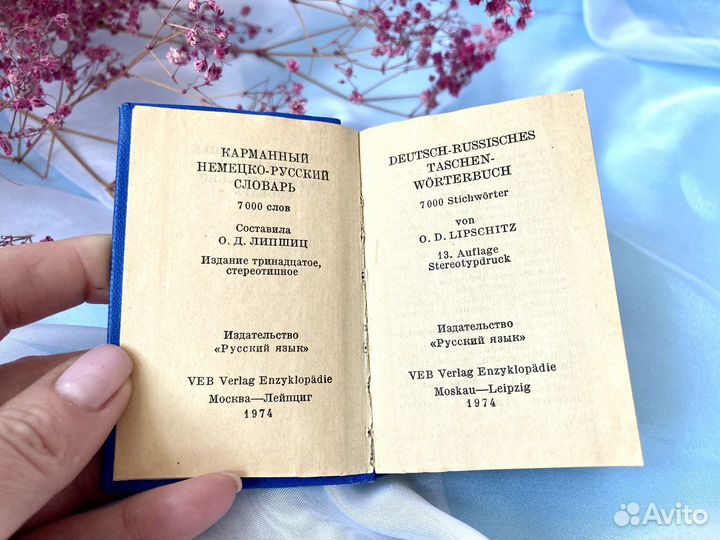 КАРМАННЫЙ
НЕМЕЦКО-РУССКИЙ
СЛОВАРЬ
7000 слов
Составила
О. Д. ЛИПШИЦ
Издание тринадцатое,
стереотипное
Издательство
«Русский язык»
VEB Verlag Enzyklopädie
Москва—Лейпциг
1974
DEUTSCH-RUSSISCHES
TASCHEN-
WÖRTERBUCH
7000 Stichwörter
von
O. D. LIPSCHITZ
13. Auflage
Stereotypdruck
Издательство
«Русский язык»
VEB Verlag Enzyklopädie
Moskau—Leipzig
1974
Avito